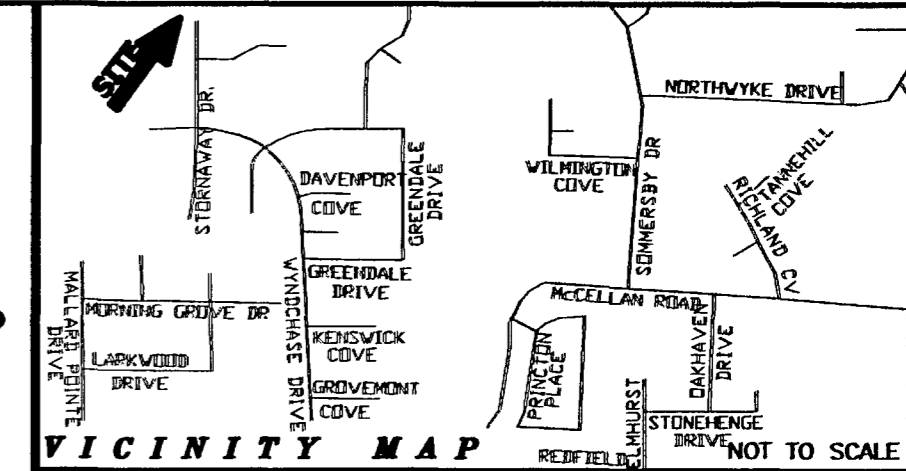 SITE
STORNAWAY DR.
DAVENPORT
COVE
GREENDALE
DRIVE
GREENDALE
DRIVE
WYNDCHASE DRIVE
MALLARD POINTE
DRIVE
MORNING GROVE DR
LARKWOOD
DRIVE
KENSWICK
COVE
GROVEMONT
COVE
NORTHWYKE DRIVE
WILMINGTON
COVE
SOMMERSBY DR
TANNEHILL
COVE
RICHLAND CV
McCELLAN ROAD
OAKHAVEN
DRIVE
PRINCTON
PLACE
ELMHURST
STONEHENGE
DRIVE
REDFIELD
VICINITY MAP
NOT TO SCALE